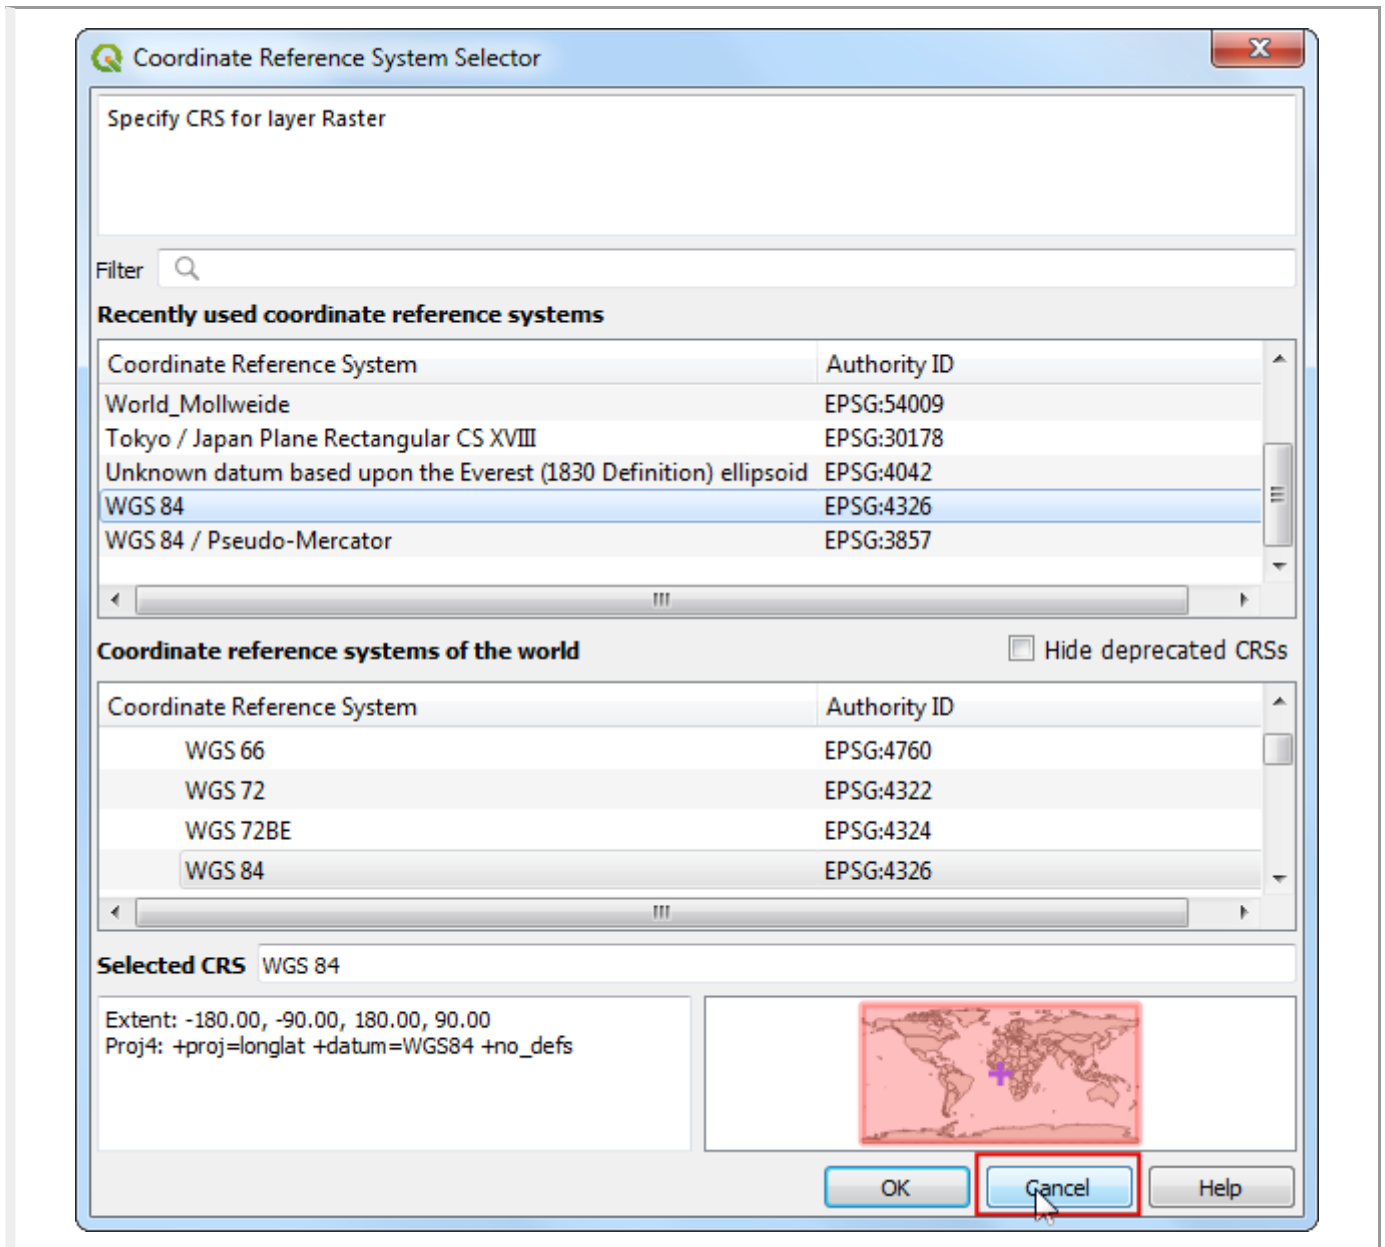 Coordinate Reference System Selector
Specify CRS for layer Raster
Filter
Recently used coordinate reference systems
Coordinate Reference System Authority ID
World_Mollweide EPSG:54009
Tokyo / Japan Plane Rectangular CS XVIII EPSG:30178
Unknown datum based upon the Everest (1830 Definition) ellipsoid EPSG:4042
WGS 84 EPSG:4326
WGS 84 / Pseudo-Mercator EPSG:3857
Coordinate reference systems of the world Hide deprecated CRSs
Coordinate Reference System Authority ID
WGS 66 EPSG:4760
WGS 72 EPSG:4322
WGS 72BE EPSG:4324
WGS 84 EPSG:4326
Selected CRS WGS 84
Extent: -180.00, -90.00, 180.00, 90.00
Proj4: +proj=longlat +datum=WGS84 +no_defs
OK Cancel Help